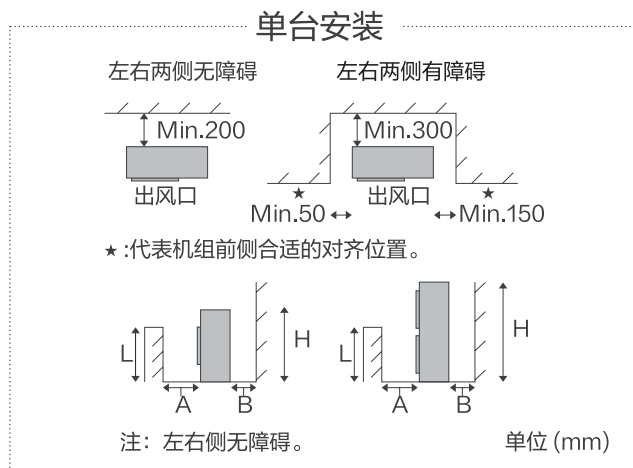 单台安装
左右两侧无障碍 左右两侧有障碍
Min.200 Min.300
出风口 出风口
Min.50 ★ ★ Min.150
★:代表机组前侧合适的对齐位置。
L H L H
A B A B
注：左右侧无障碍。 单位(mm)